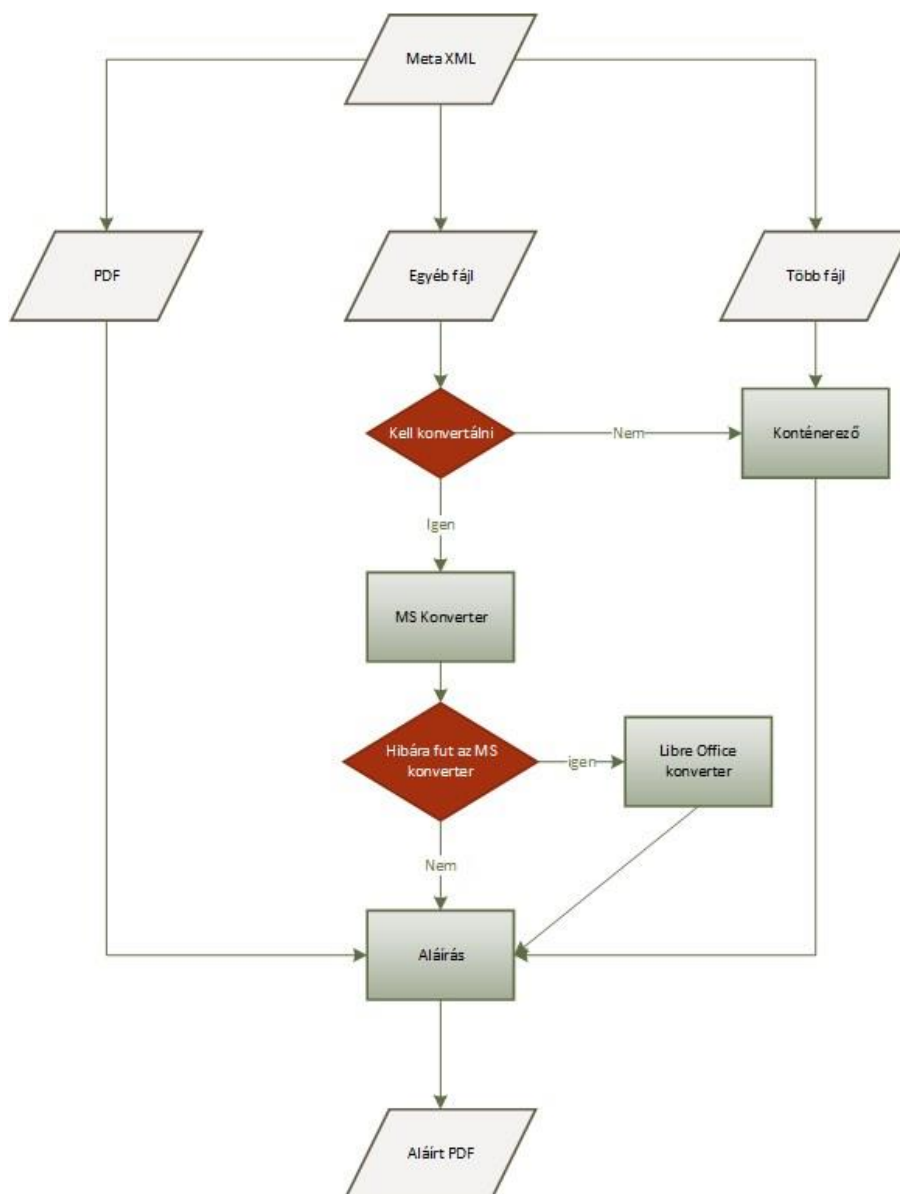 Meta XML
PDF
Egyéb fájl
Több fájl
Kell konvertálni
Nem
Konténerező
Igen
MS Konverter
Hibára fut az MS
konverter
igen
Libre Office
konverter
Nem
Aláírás
Aláírt PDF